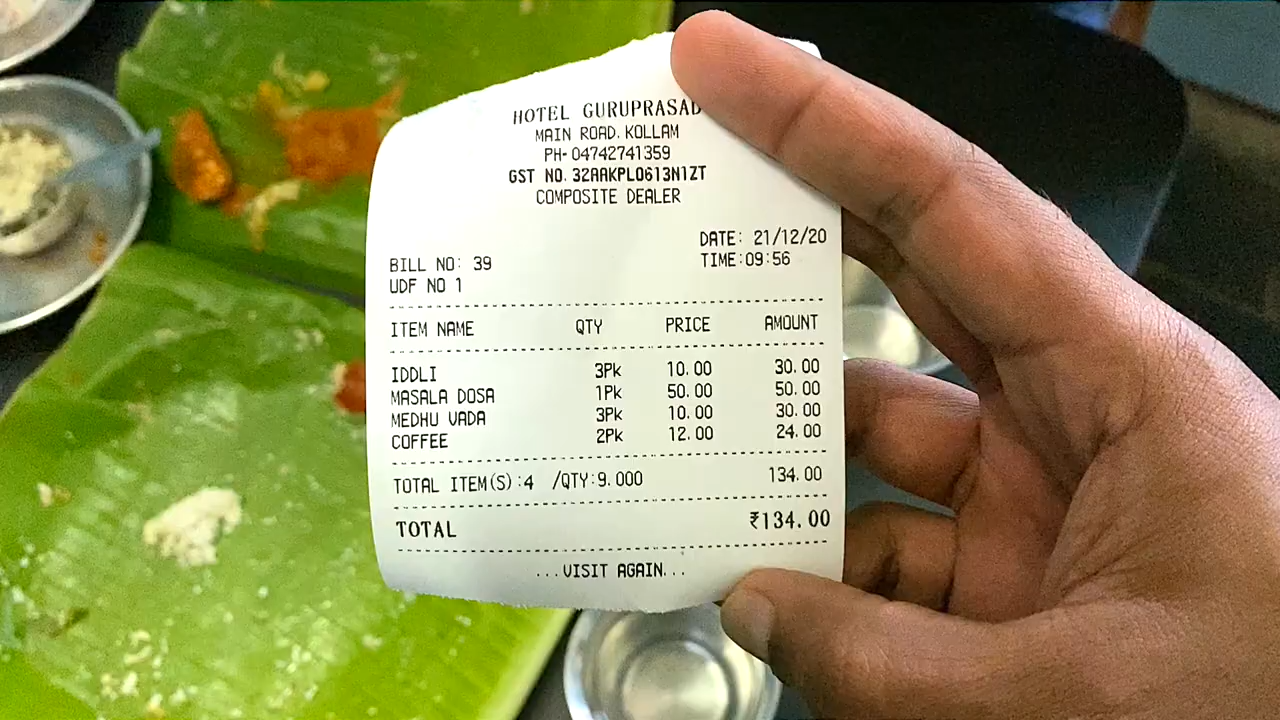 HOTEL GURUPRASAD
MAIN ROAD. KOLLAM
PH- 04742741359
GST NO. 32AAKPL0613N1ZT
COMPOSITE DEALER
DATE: 21/12/20
BILL NO: 39 TIME:09:56
UDF NO 1
ITEM NAME QTY PRICE AMOUNT
IDDLI 3Pk 10.00 30.00
MASALA DOSA 1Pk 50.00 50.00
MEDHU VADA 3Pk 10.00 30.00
COFFEE 2Pk 12.00 24.00
TOTAL ITEM(S):4 /QTY:9.000 134.00
TOTAL ₹134.00
...VISIT AGAIN...